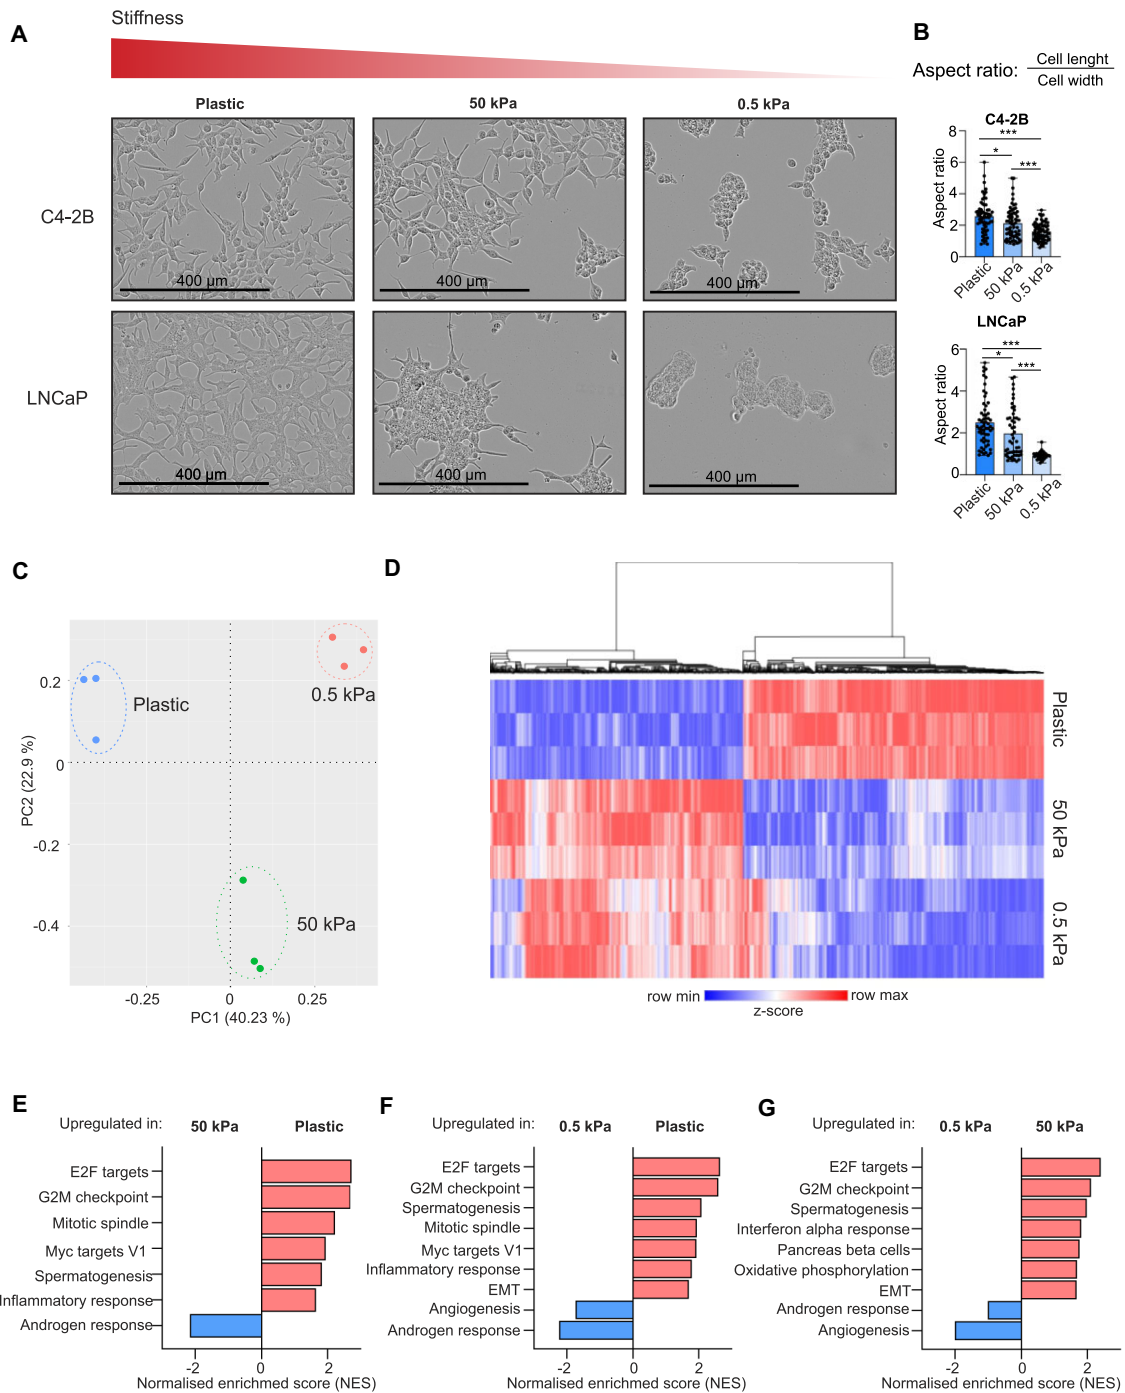 A
Stiffness
Plastic
50 kPa
0.5 kPa
C4-2B
400 µm
400 µm
400 µm
LNCaP
400 µm
400 µm
400 µm
B
Aspect ratio:
Cell lenght
Cell width
C4-2B
Aspect ratio
8
6
4
2
0
***
*
***
Plastic
50 kPa
0.5 kPa
LNCaP
Aspect ratio
6
4
2
0
***
*
***
Plastic
50 kPa
0.5 kPa
C
PC2 (22.9 %)
0.2
0
-0.2
-0.4
Plastic
0.5 kPa
50 kPa
-0.25
0
0.25
PC1 (40.23 %)
D
Plastic
50 kPa
0.5 kPa
row min
row max
z-score
E
Upregulated in:
50 kPa
Plastic
E2F targets
G2M checkpoint
Mitotic spindle
Myc targets V1
Spermatogenesis
Inflammatory response
Androgen response
-2
0
2
Normalised enrichmed score (NES)
F
Upregulated in:
0.5 kPa
Plastic
E2F targets
G2M checkpoint
Spermatogenesis
Mitotic spindle
Myc targets V1
Inflammatory response
EMT
Angiogenesis
Androgen response
-2
0
2
Normalised enrichmed score (NES)
G
Upregulated in:
0.5 kPa
50 kPa
E2F targets
G2M checkpoint
Spermatogenesis
Interferon alpha response
Pancreas beta cells
Oxidative phosphorylation
EMT
Androgen response
Angiogenesis
-2
0
2
Normalised enrichmed score (NES)